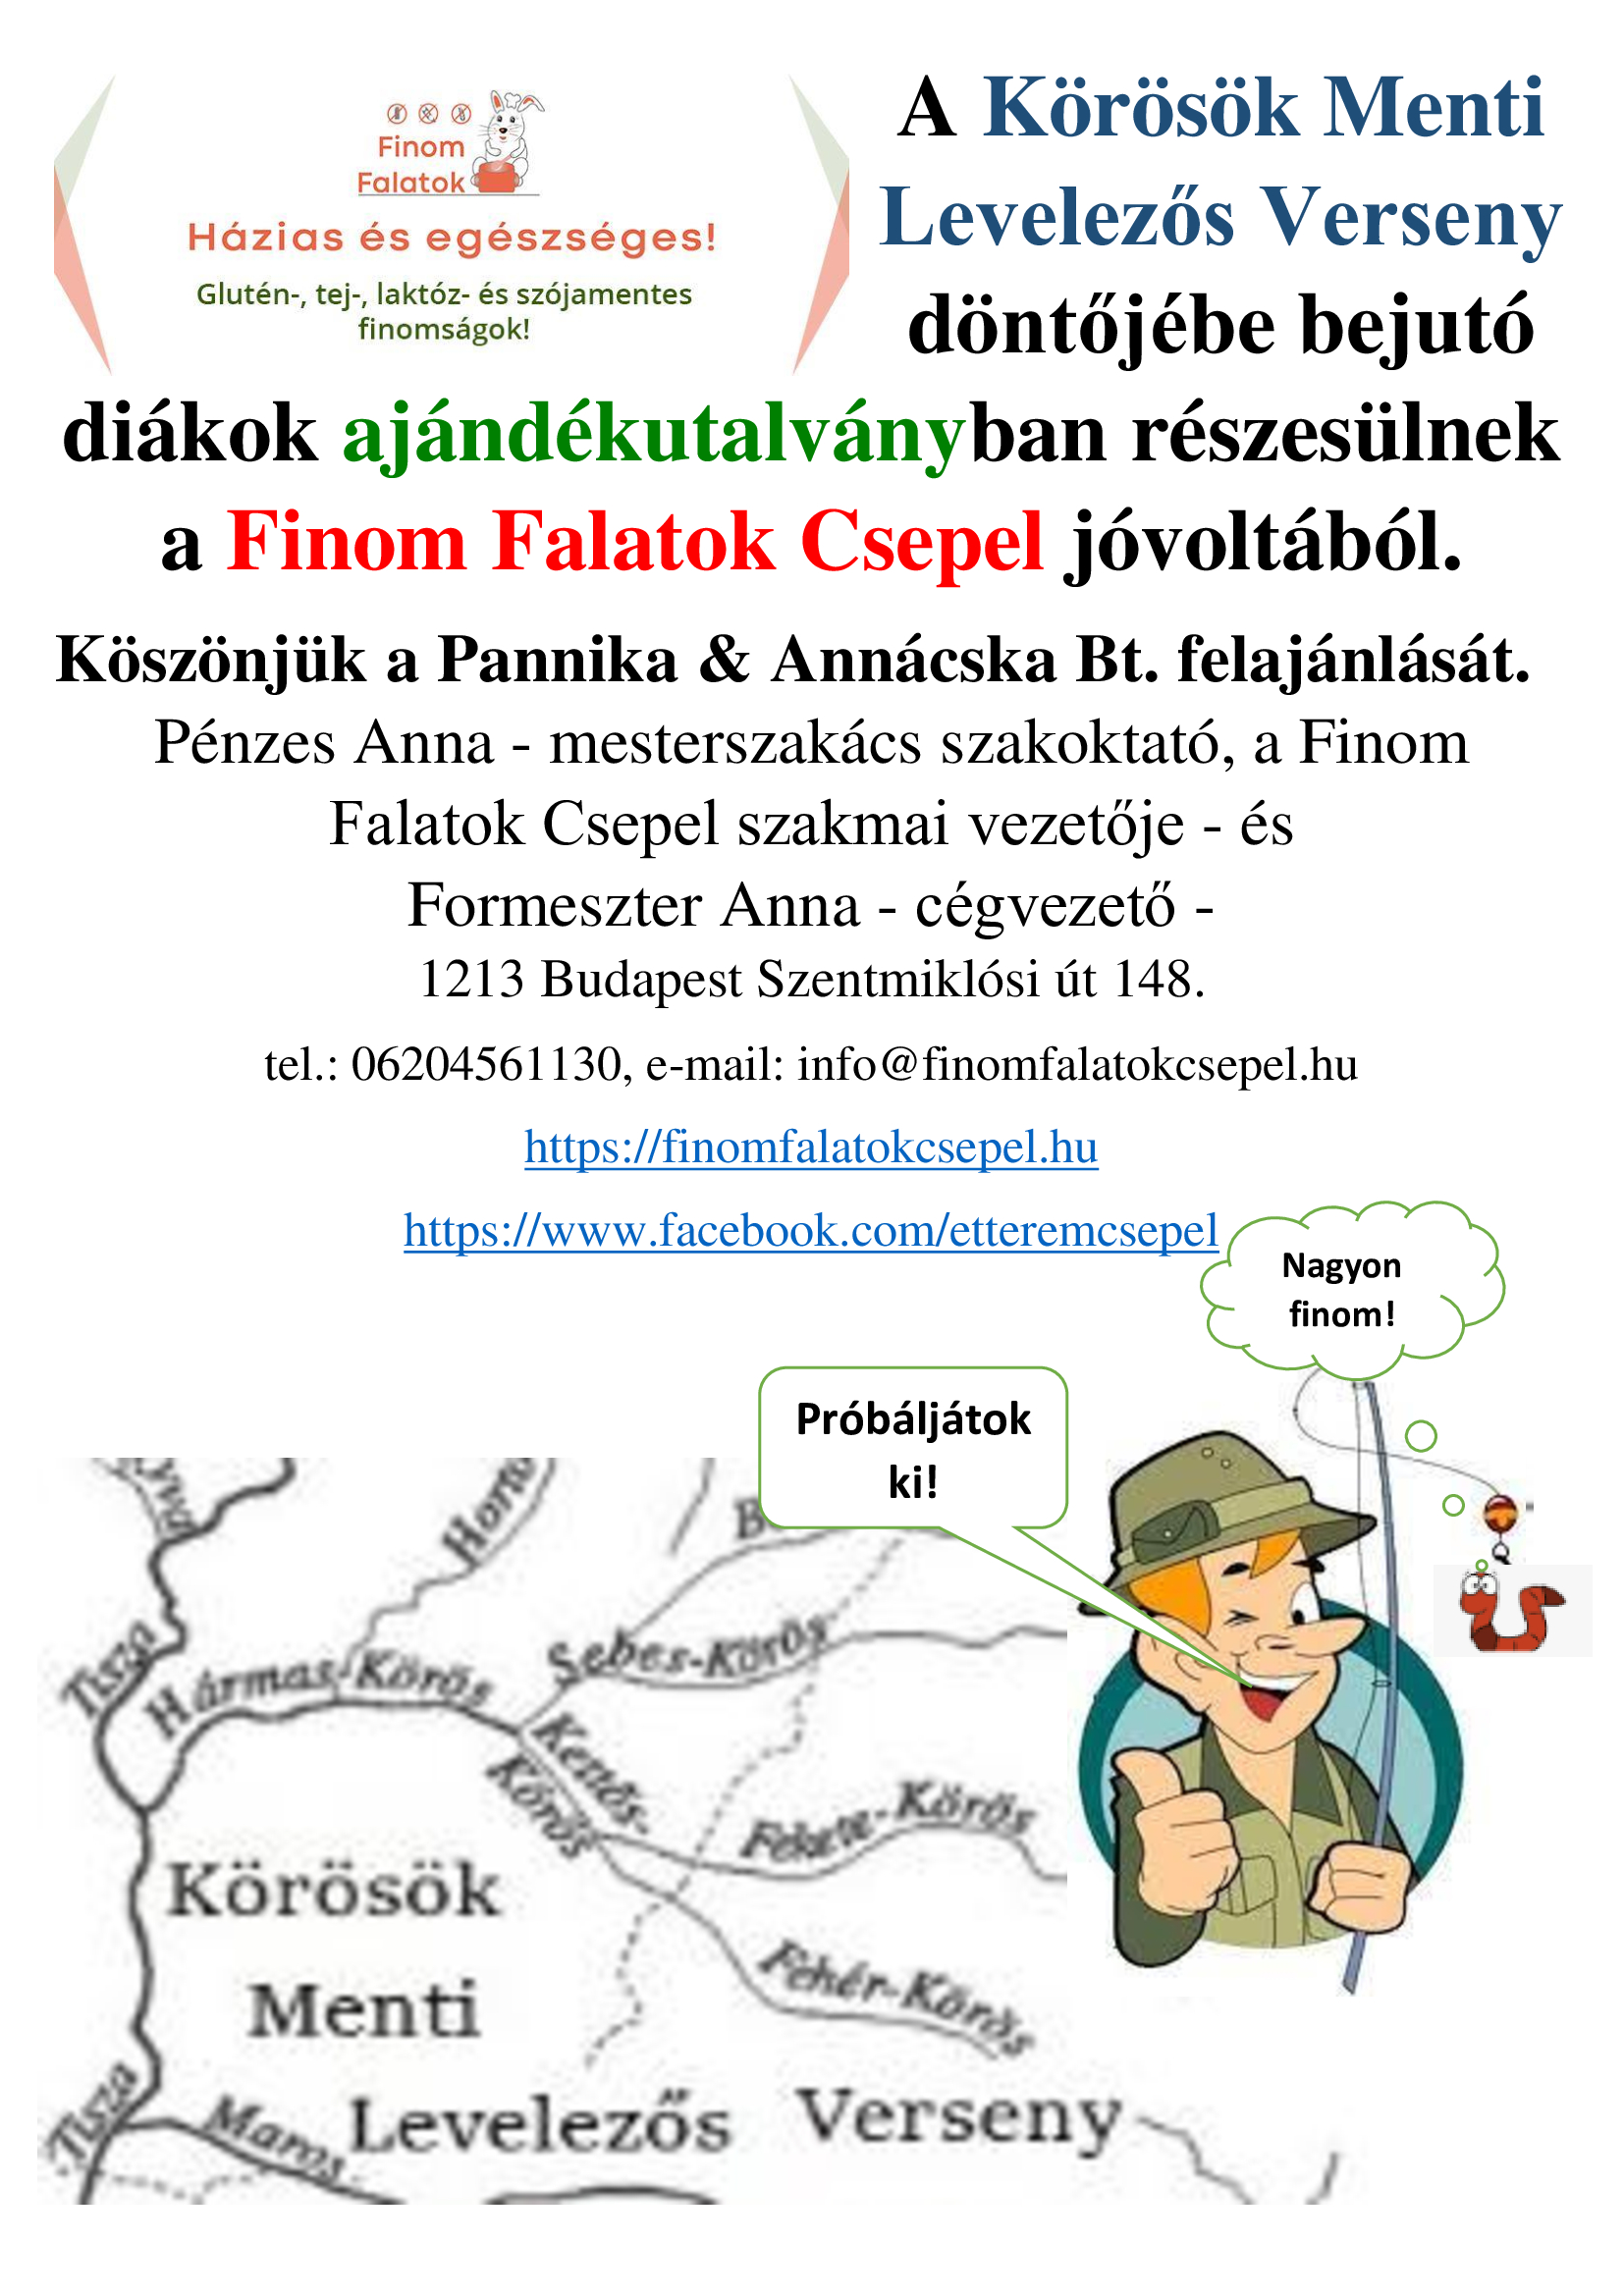 Finom
Falatok
Házias és egészséges!
Glutén-, tej-, laktóz- és szójamentes
finomságok!
A Körösök Menti
Levelezős Verseny
döntőjébe bejutó
diákok ajándékutalványban részesülnek
a Finom Falatok Csepel jóvoltából.
Köszönjük a Pannika & Annácska Bt. felajánlását.
Pénzes Anna - mesterszakács szakoktató, a Finom
Falatok Csepel szakmai vezetője - és
Formeszter Anna - cégvezető -
1213 Budapest Szentmiklósi út 148.
tel.: 06204561130, e-mail: info@finomfalatokcsepel.hu
https://finomfalatokcsepel.hu
https://www.facebook.com/etteremcsepel
Nagyon
finom!
Próbáljátok
ki!
Tisza
Hármas-Körös
Sebes-Körös
Kettős-
Körös
Fekete-Körös
Fehér-Körös
Körösök
Menti
Levelezős Verseny
Tisza
Maros